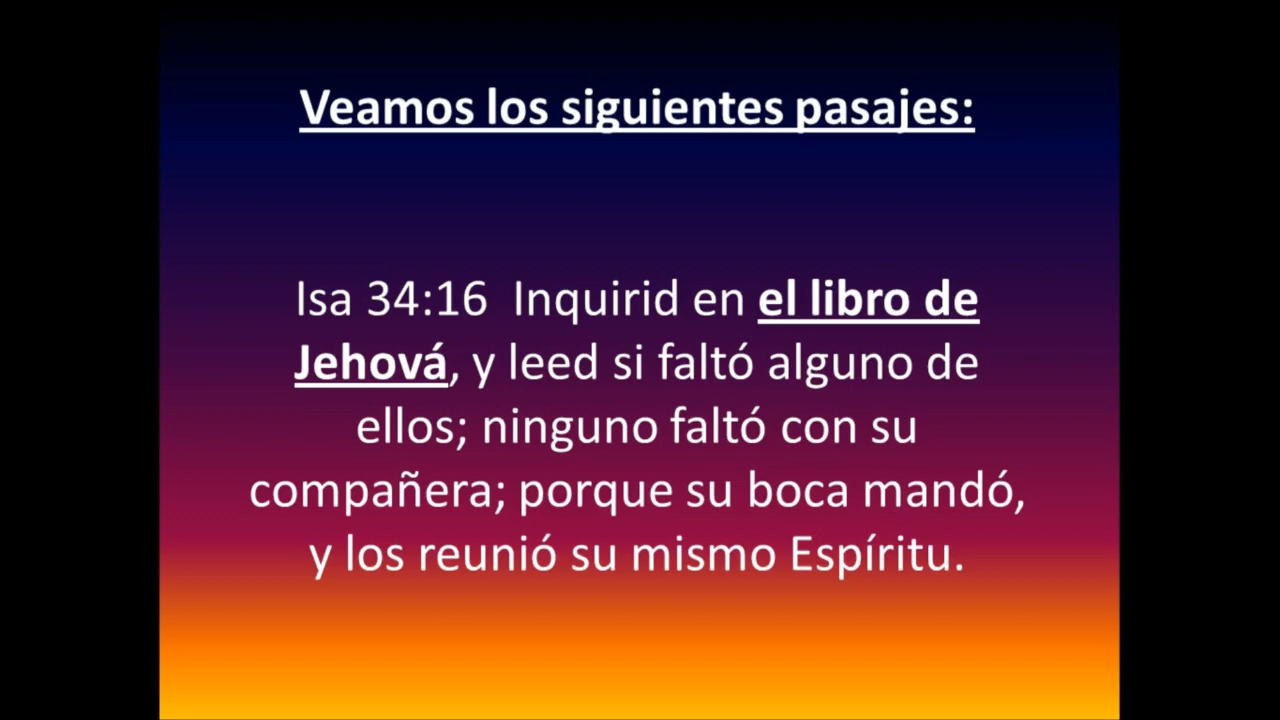 Veamos los siguientes pasajes:
Isa 34:16  Inquirid en el libro de
Jehová, y leed si faltó alguno de
ellos; ninguno faltó con su
compañera; porque su boca mandó,
y los reunió su mismo Espíritu.